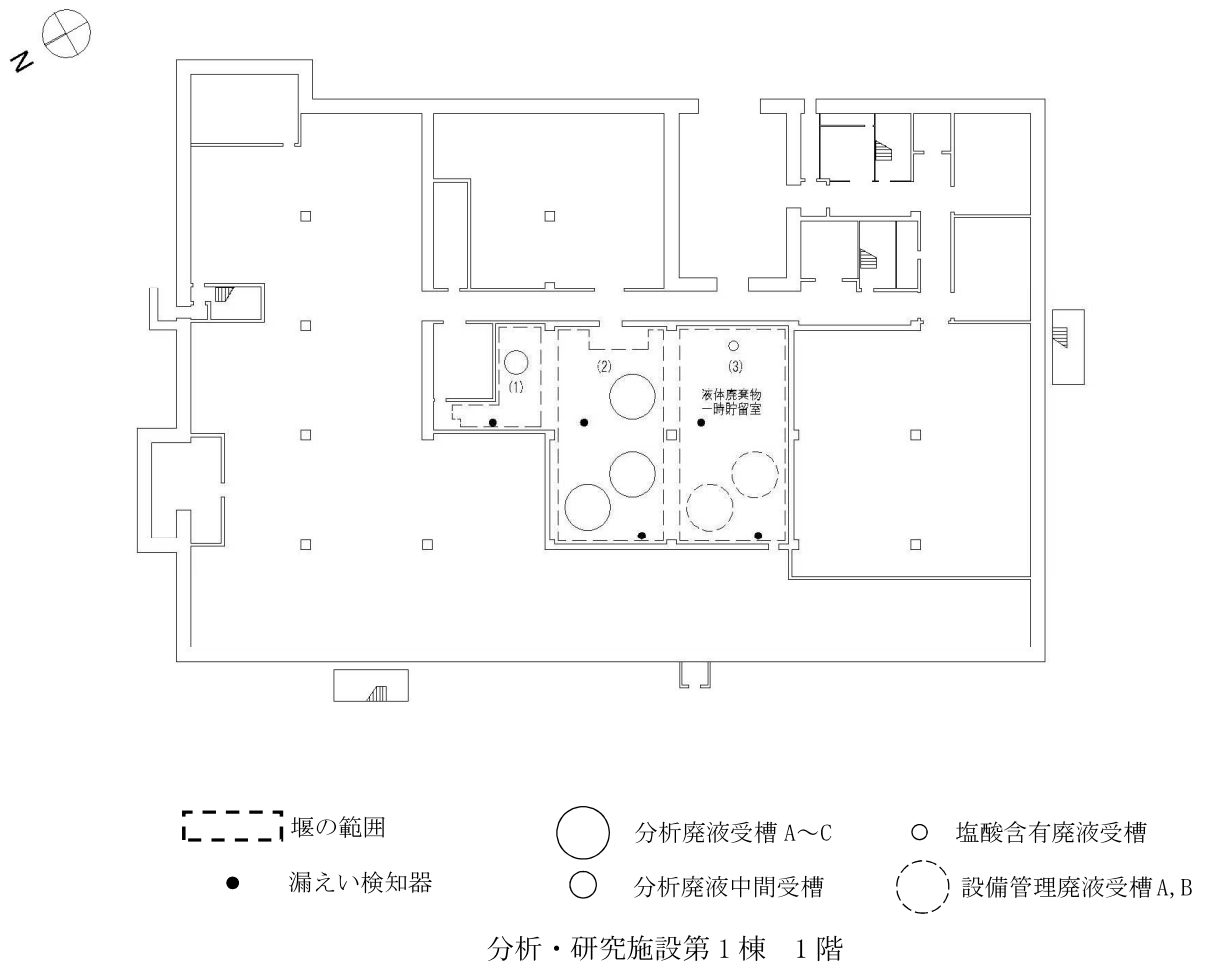 N
(1)
(2)
(3)
液体廃棄物
一時貯留室
堰の範囲
分析廃液受槽 A～C
塩酸含有廃液受槽
漏えい検知器
分析廃液中間受槽
設備管理廃液受槽 A, B
分析・研究施設第１棟　１階